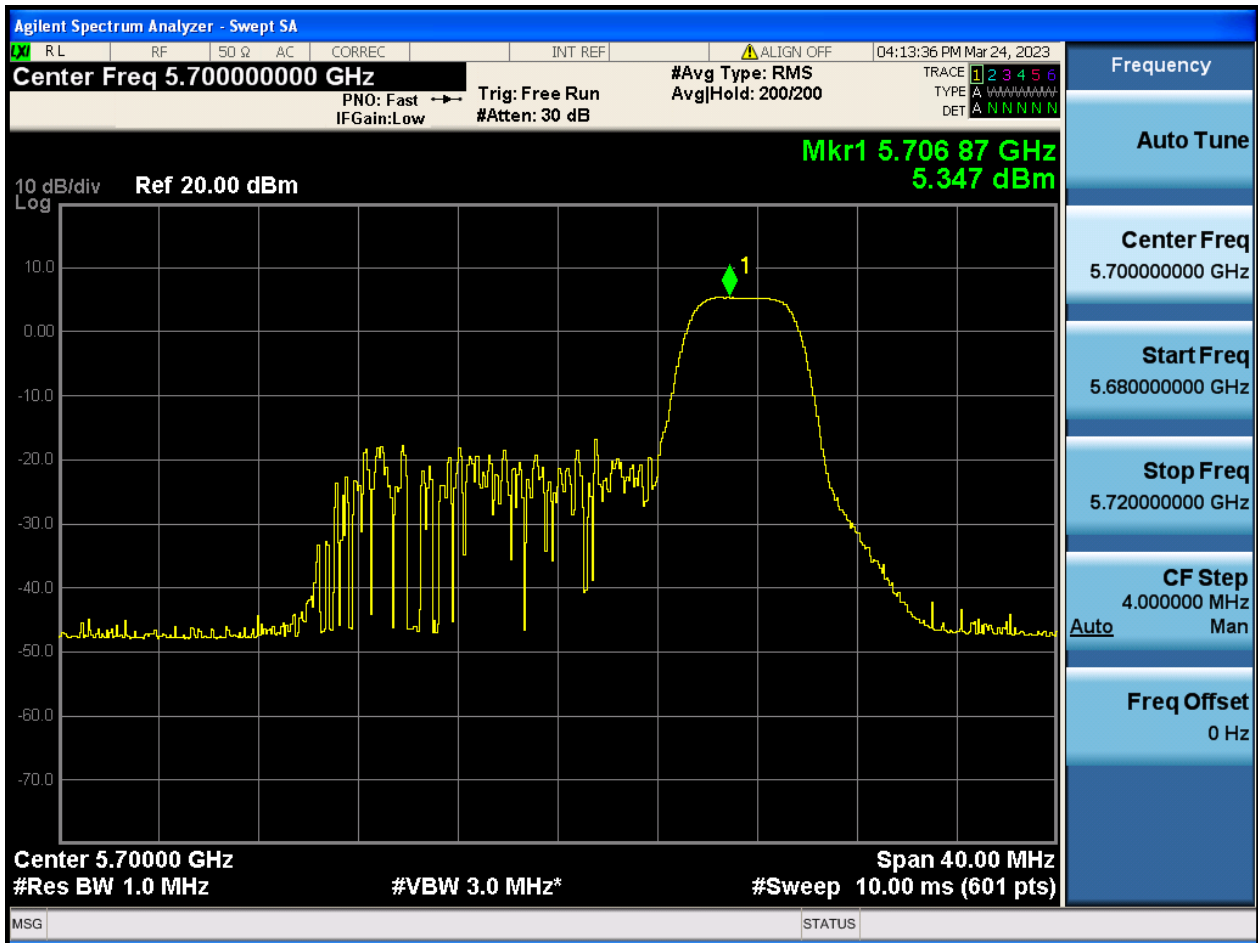 Agilent Spectrum Analyzer - Swept SA
LXI RL RF 50 Ω AC CORREC INT REF ALIGN OFF 04:13:36 PM Mar 24, 2023
Center Freq 5.700000000 GHz
PNO: Fast
IFGain:Low
Trig: Free Run
#Atten: 30 dB
#Avg Type: RMS
Avg|Hold: 200/200
TRACE 1 2 3 4 5 6
TYPE A WWWWW
DET A N N N N N
Mkr1 5.706 87 GHz
5.347 dBm
10 dB/div Ref 20.00 dBm
Log
1
10.0
0.00
-10.0
-20.0
-30.0
-40.0
-50.0
-60.0
-70.0
Center 5.70000 GHz Span 40.00 MHz
#Res BW 1.0 MHz #VBW 3.0 MHz* #Sweep 10.00 ms (601 pts)
MSG STATUS
Frequency
Auto Tune
Center Freq
5.700000000 GHz
Start Freq
5.680000000 GHz
Stop Freq
5.720000000 GHz
CF Step
4.000000 MHz
Auto Man
Freq Offset
0 Hz